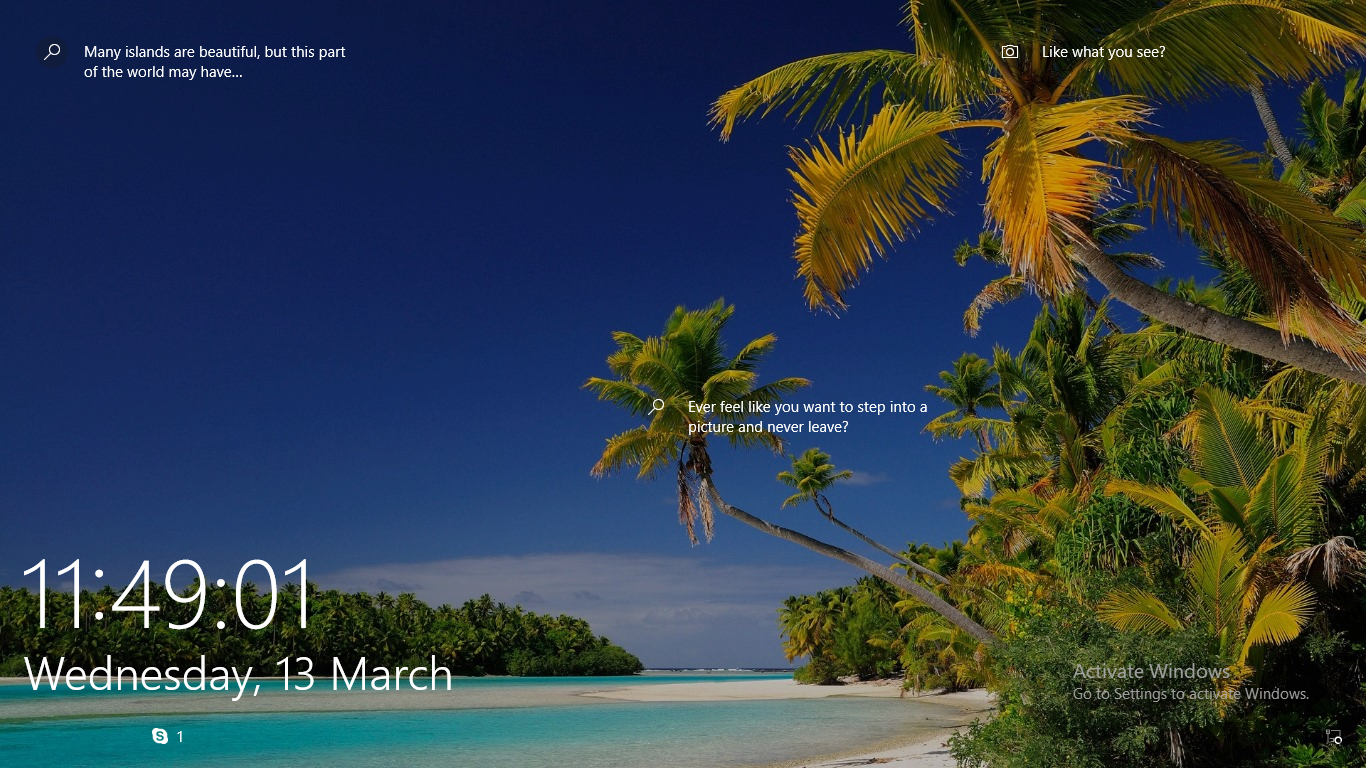 Many islands are beautiful, but this part
of the world may have...
Like what you see?
Ever feel like you want to step into a
picture and never leave?
11:49:01
Wednesday, 13 March
1
Activate Windows
Go to Settings to activate Windows.